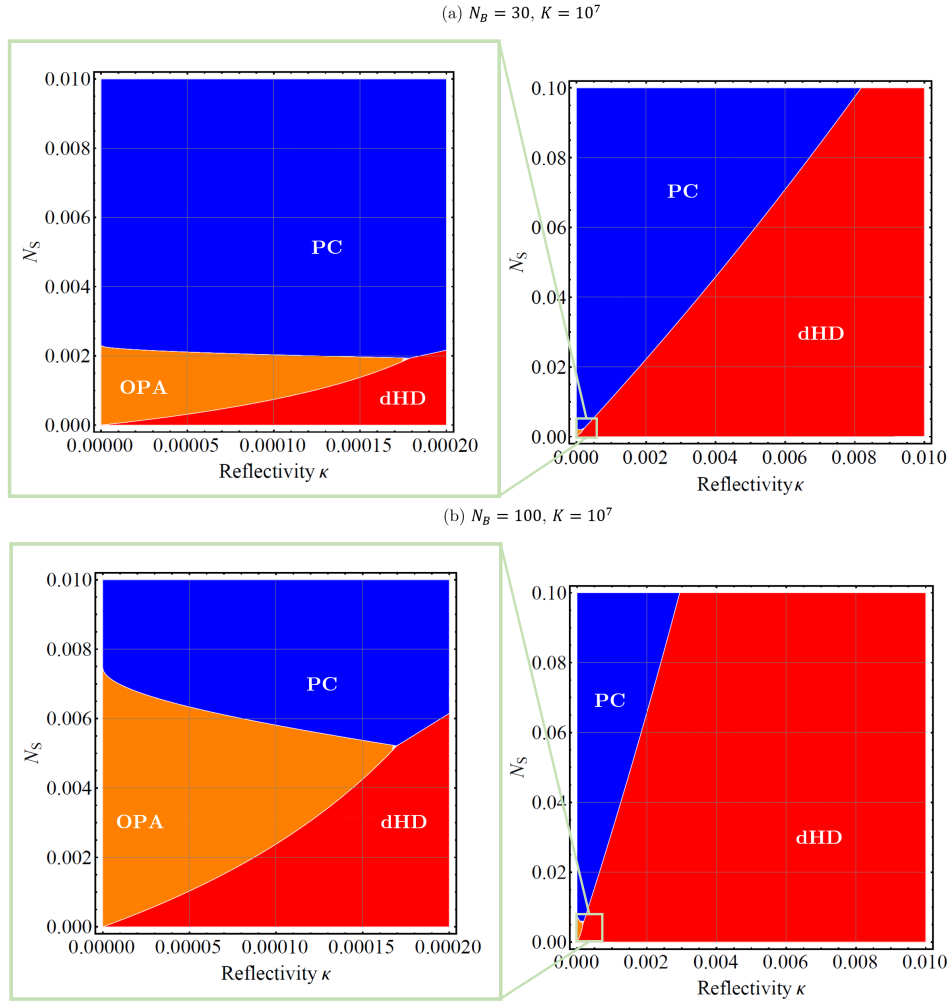 (a) N_B = 30, K = 10^7
0.010
0.008
0.006
0.004
0.002
0.000
N_S
PC
OPA
dHD
0.00000 0.00005 0.00010 0.00015 0.00020
Reflectivity κ
0.10
0.08
0.06
0.04
0.02
0.00
N_S
PC
dHD
0.000 0.002 0.004 0.006 0.008 0.010
Reflectivity κ
(b) N_B = 100, K = 10^7
0.010
0.008
0.006
0.004
0.002
0.000
N_S
PC
OPA
dHD
0.00000 0.00005 0.00010 0.00015 0.00020
Reflectivity κ
0.10
0.08
0.06
0.04
0.02
0.00
N_S
PC
dHD
0.000 0.002 0.004 0.006 0.008 0.010
Reflectivity κ